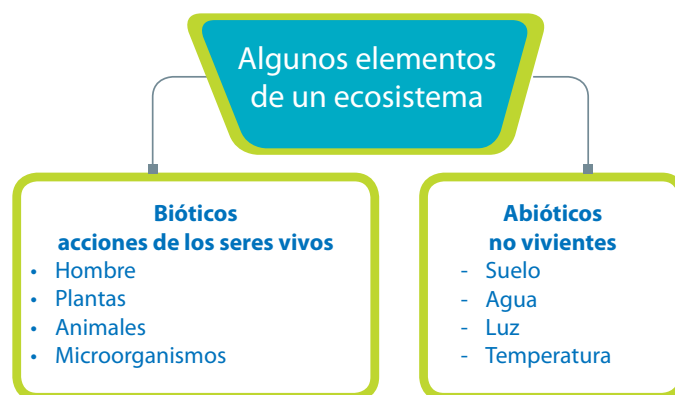 Algunos elementos
de un ecosistema
Bióticos
acciones de los seres vivos
• Hombre
• Plantas
• Animales
• Microorganismos
Abióticos
no vivientes
- Suelo
- Agua
- Luz
- Temperatura